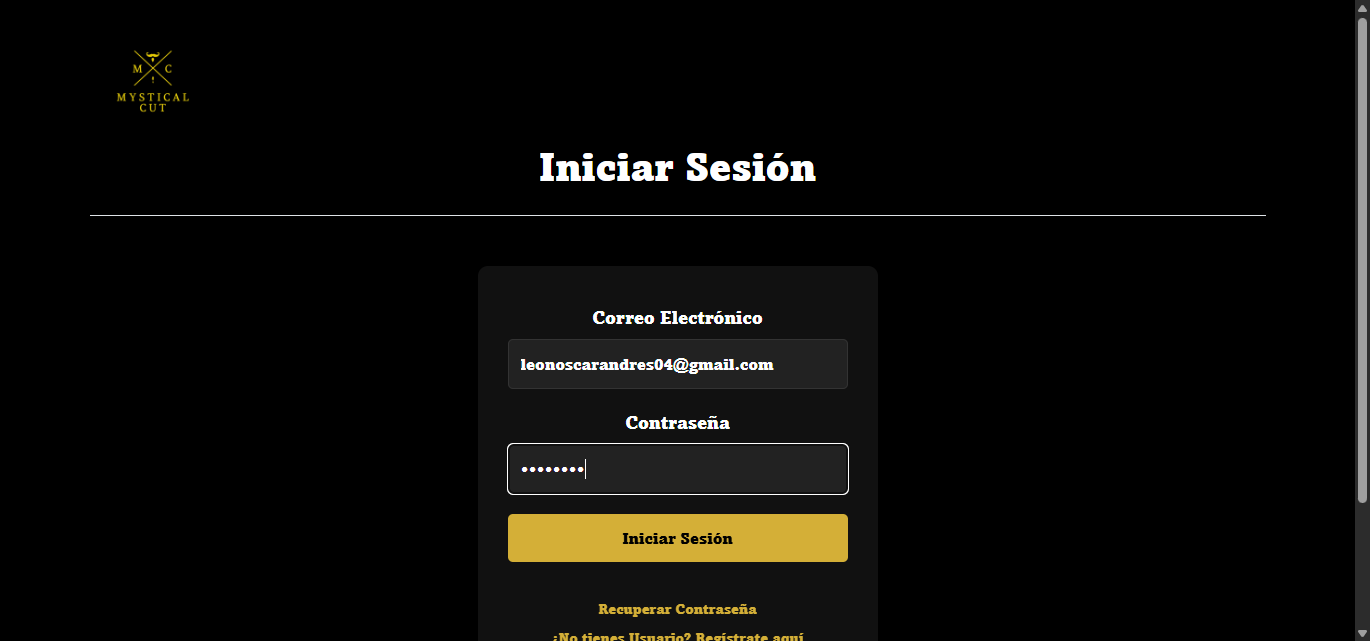 M C
MYSTICAL
CUT
Iniciar Sesión
Correo Electrónico
leonoscarandres04@gmail.com
Contraseña
••••••••
Iniciar Sesión
Recuperar Contraseña
¿No tienes Usuario? Regístrate aquí